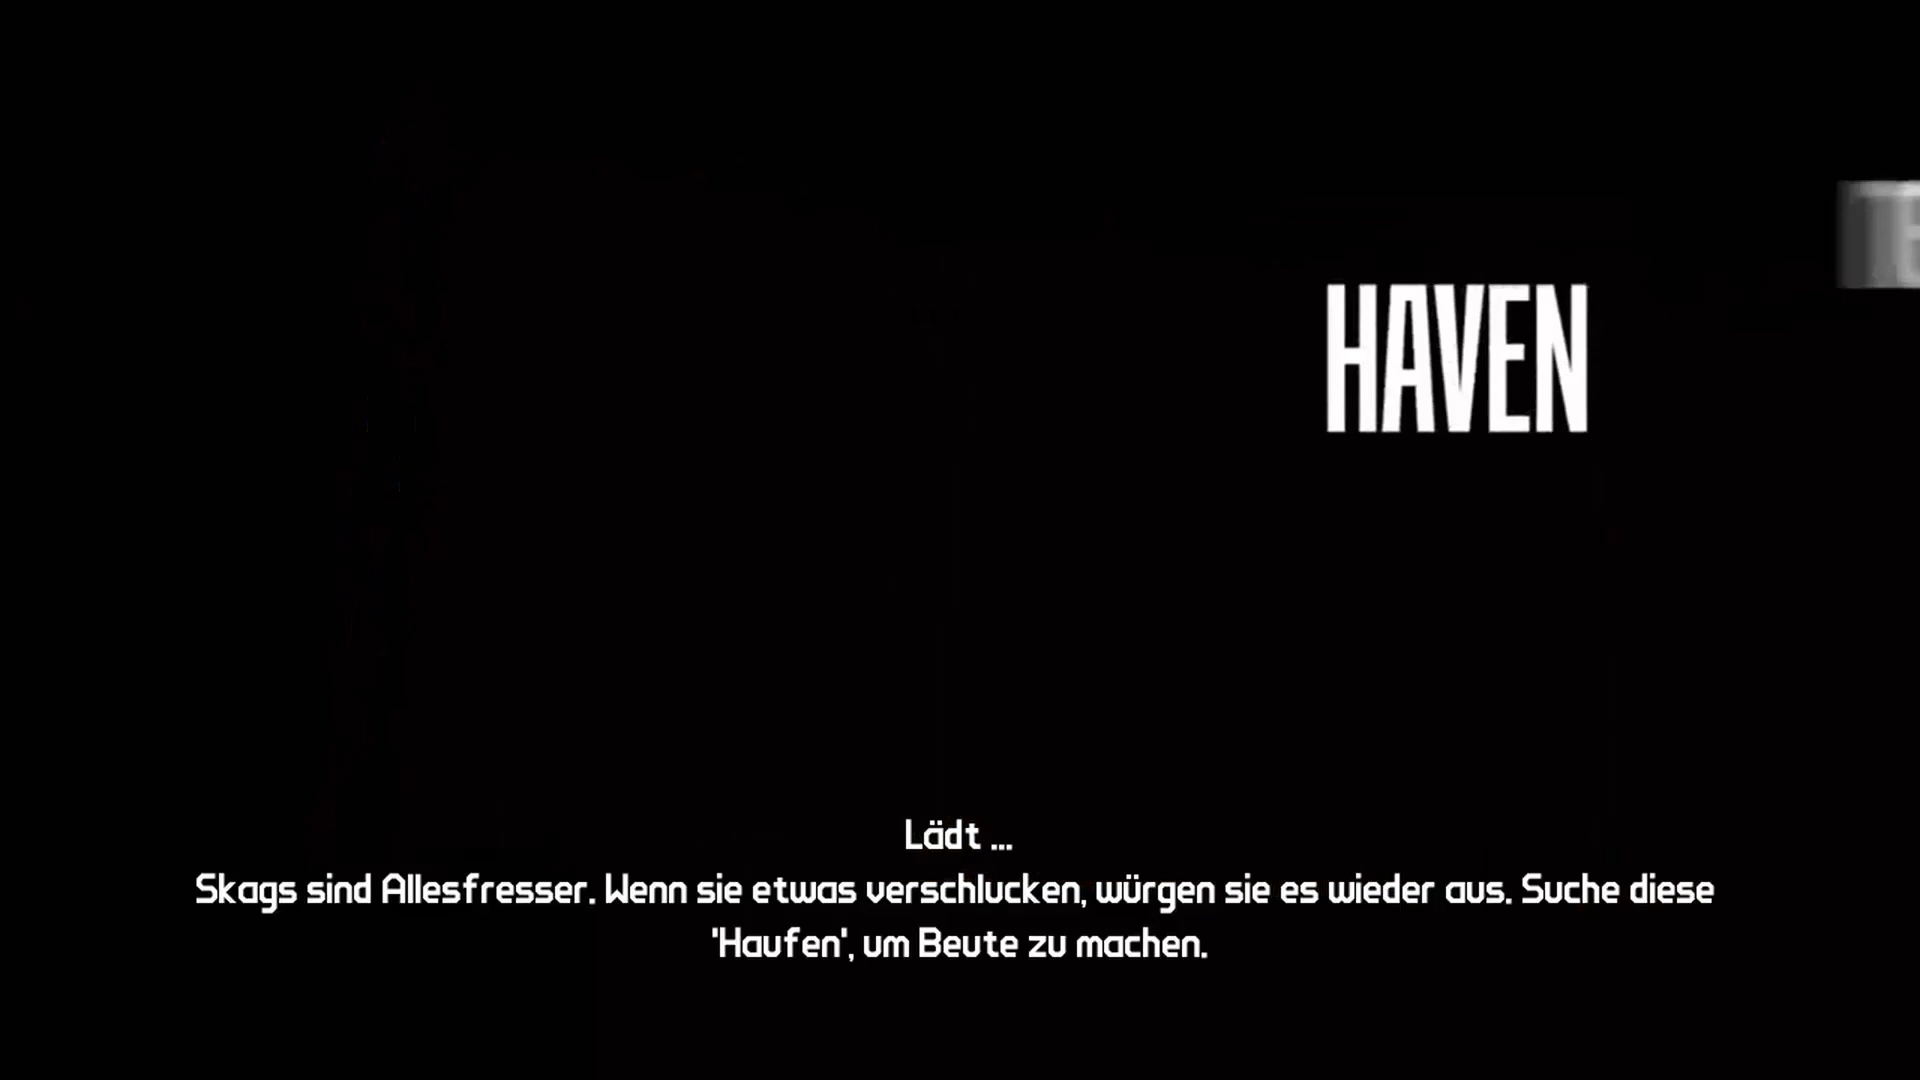 HAVEN
Lädt ...
Skags sind Allesfresser. Wenn sie etwas verschlucken, würgen sie es wieder aus. Suche diese
'Haufen', um Beute zu machen.